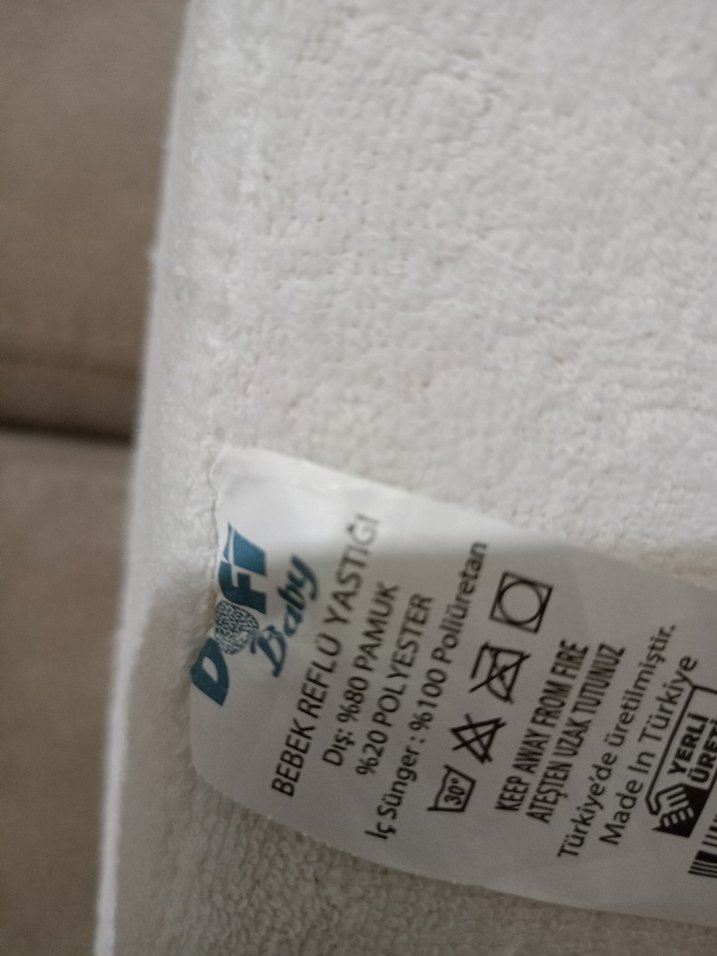 DOFİ
Baby
BEBEK REFLÜ YASTIĞI
Dış: %80 PAMUK
%20 POLYESTER
İç Sünger : %100 Poliüretan
30°
KEEP AWAY FROM FIRE
ATEŞTEN UZAK TUTUNUZ
Türkiye'de üretilmiştir.
Made In Türkiye
YERLİ